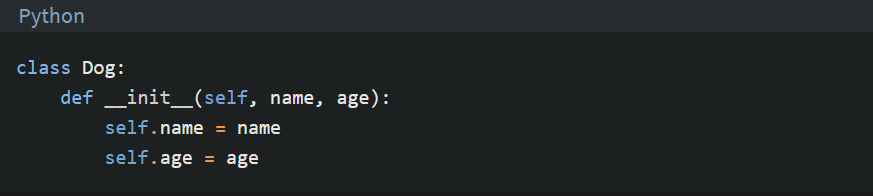 Python
class Dog:
    def __init__(self, name, age):
        self.name = name
        self.age = age